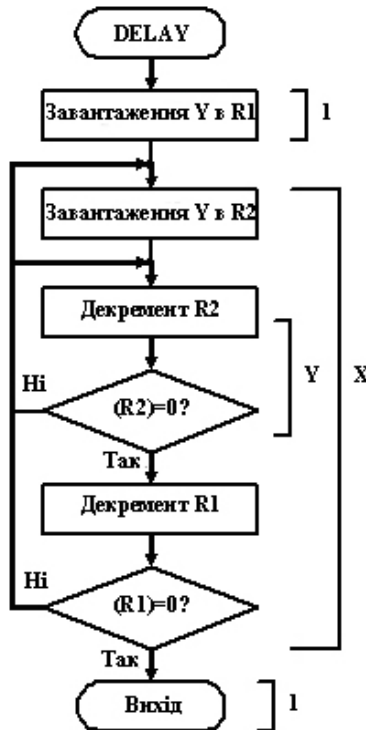 DELAY
Завантаження Y в R1
1
Завантаження Y в R2
Декремент R2
Y
X
Ні
(R2)=0?
Так
Декремент R1
Ні
(R1)=0?
Так
Вихід
1